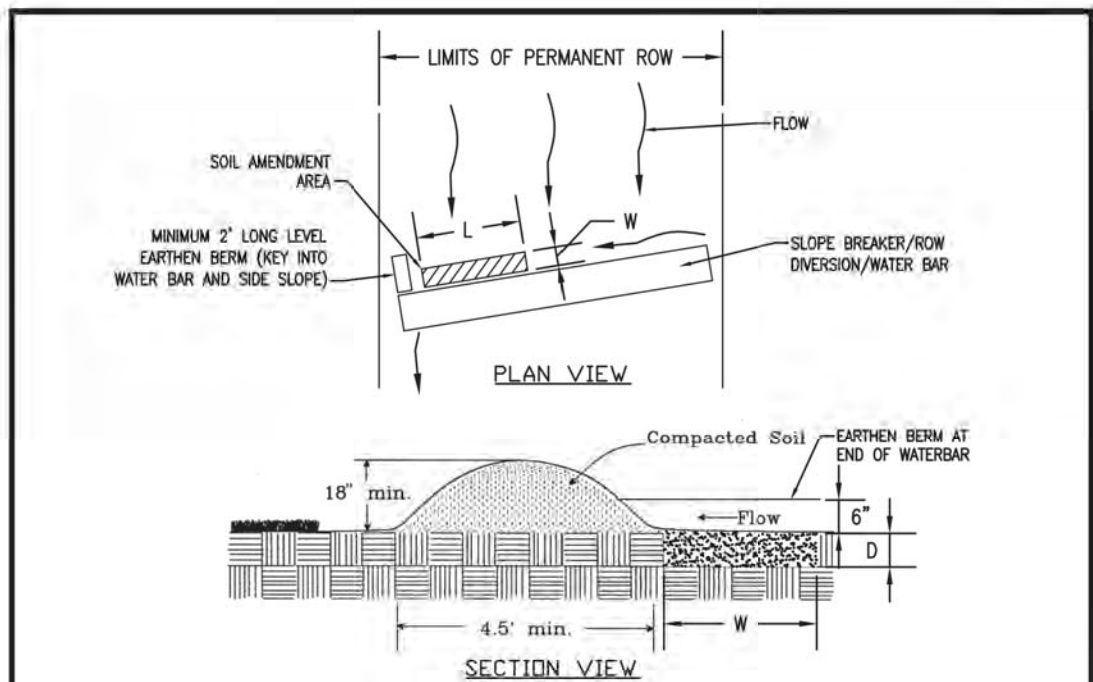 LIMITS OF PERMANENT ROW
FLOW
SOIL AMENDMENT
AREA
L
W
MINIMUM 2' LONG LEVEL
EARTHEN BERM (KEY INTO
WATER BAR AND SIDE SLOPE)
SLOPE BREAKER/ROW
DIVERSION/WATER BAR
PLAN VIEW
Compacted Soil
EARTHEN BERM AT
END OF WATERBAR
18" min.
Flow
6"
D
4.5' min.
W
SECTION VIEW